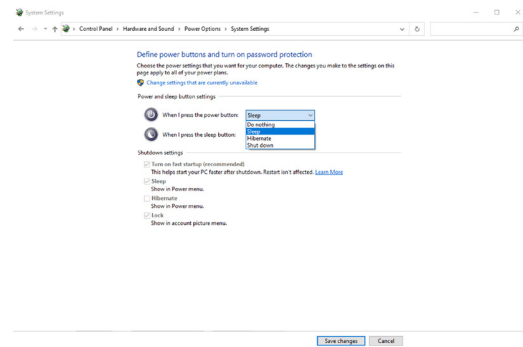 System Settings
Control Panel > Hardware and Sound > Power Options > System Settings
Define power buttons and turn on password protection
Choose the power settings that you want for your computer. The changes you make to the settings on this
page apply to all of your power plans.
Change settings that are currently unavailable
Power and sleep button settings
When I press the power button: Sleep
Do nothing
Sleep
When I press the sleep button: Hibernate
Shut down
Shutdown settings
Turn on fast startup (recommended)
This helps start your PC faster after shutdown. Restart isn't affected. Learn More
Sleep
Show in Power menu.
Hibernate
Show in Power menu.
Lock
Show in account picture menu.
Save changes Cancel